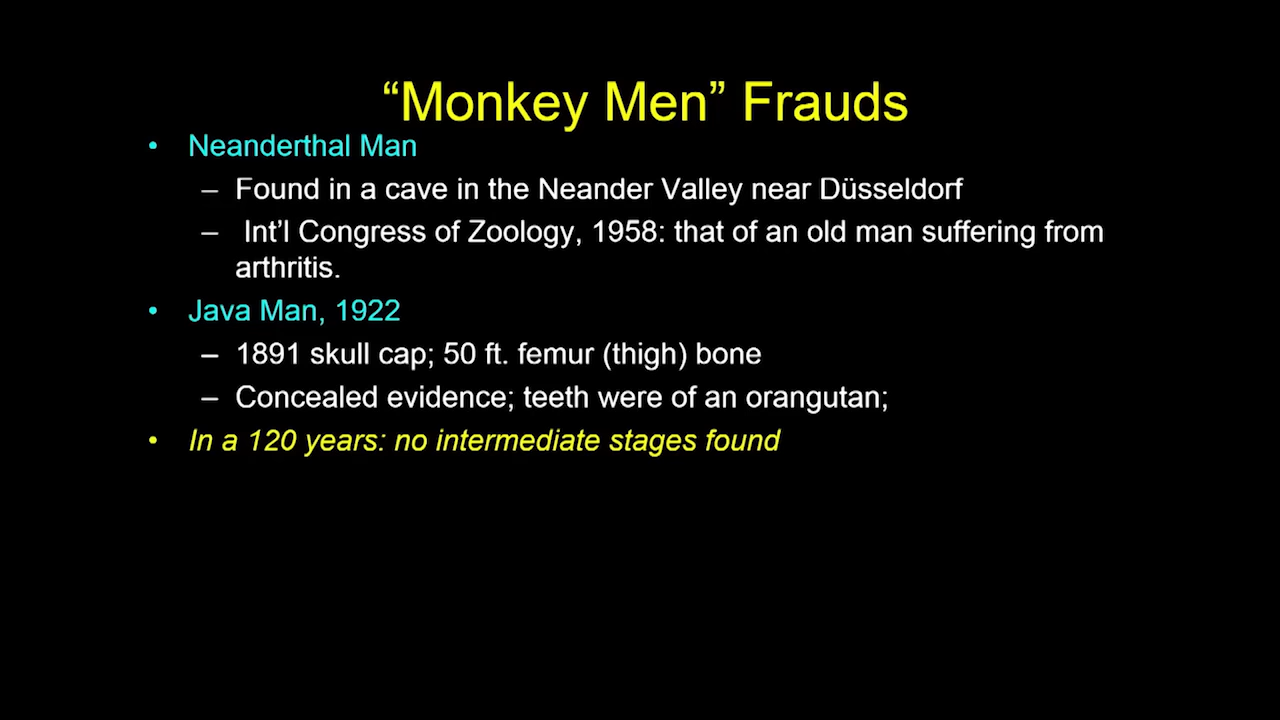 “Monkey Men” Frauds
• Neanderthal Man
– Found in a cave in the Neander Valley near Düsseldorf
– Int’l Congress of Zoology, 1958: that of an old man suffering from
arthritis.
• Java Man, 1922
– 1891 skull cap; 50 ft. femur (thigh) bone
– Concealed evidence; teeth were of an orangutan;
• In a 120 years: no intermediate stages found